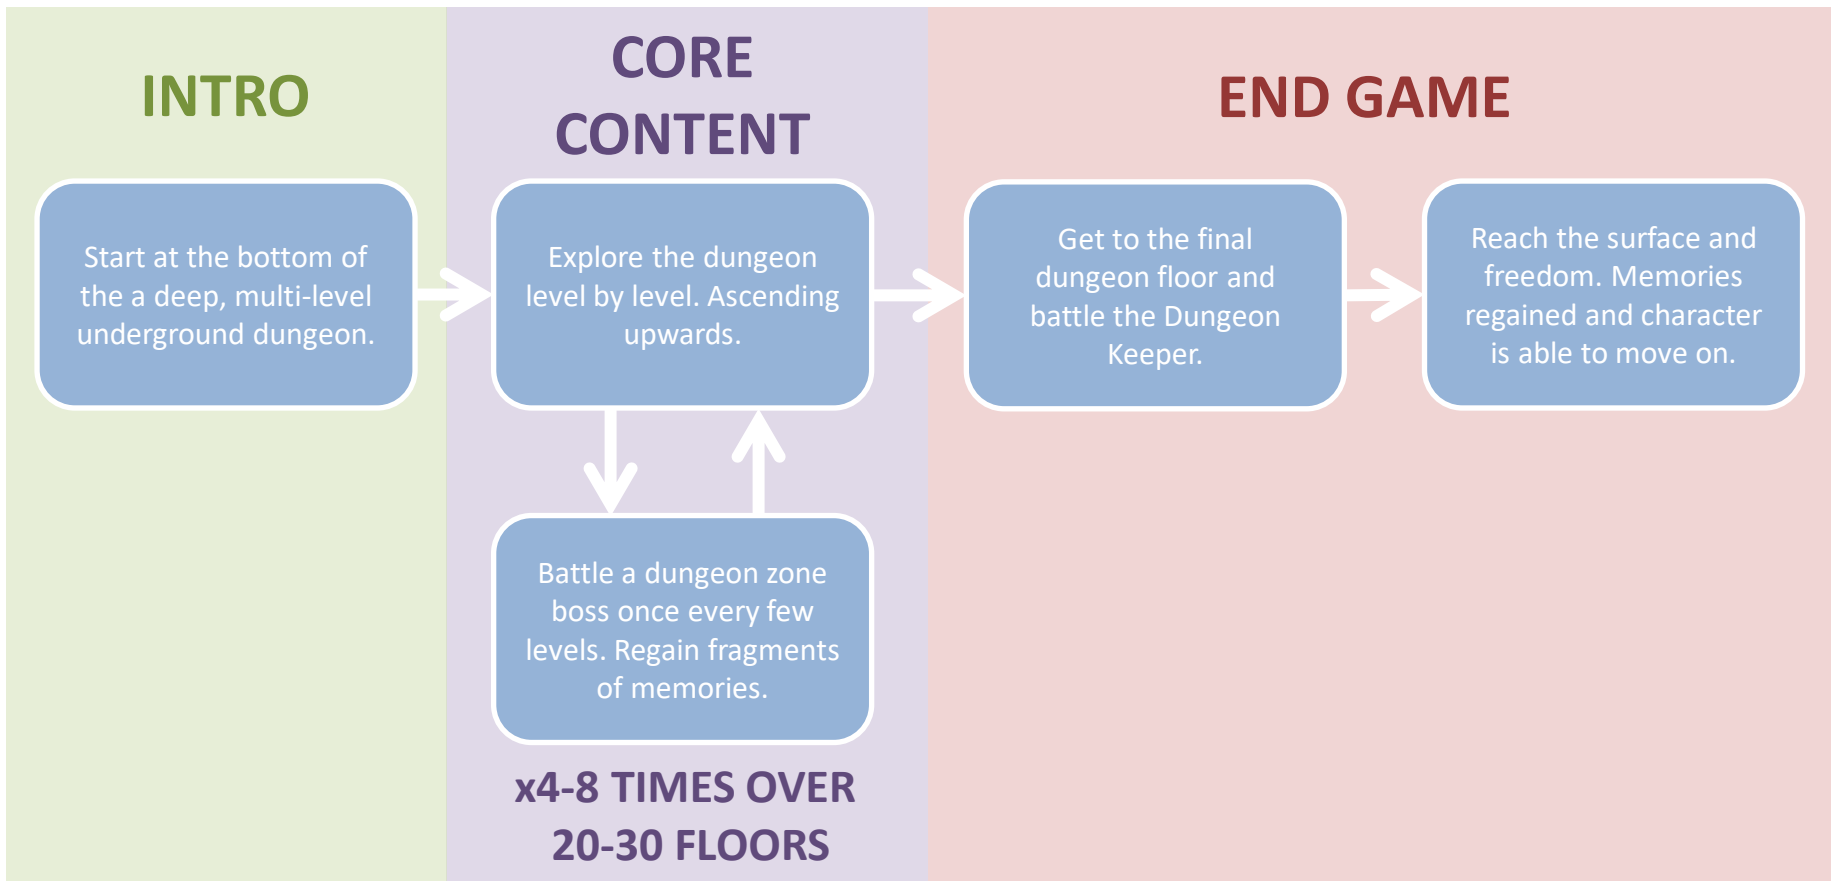 INTRO
Start at the bottom of
the a deep, multi-level
underground dungeon.
CORE
CONTENT
Explore the dungeon
level by level. Ascending
upwards.
Battle a dungeon zone
boss once every few
levels. Regain fragments
of memories.
x4-8 TIMES OVER
20-30 FLOORS
END GAME
Get to the final
dungeon floor and
battle the Dungeon
Keeper.
Reach the surface and
freedom. Memories
regained and character
is able to move on.